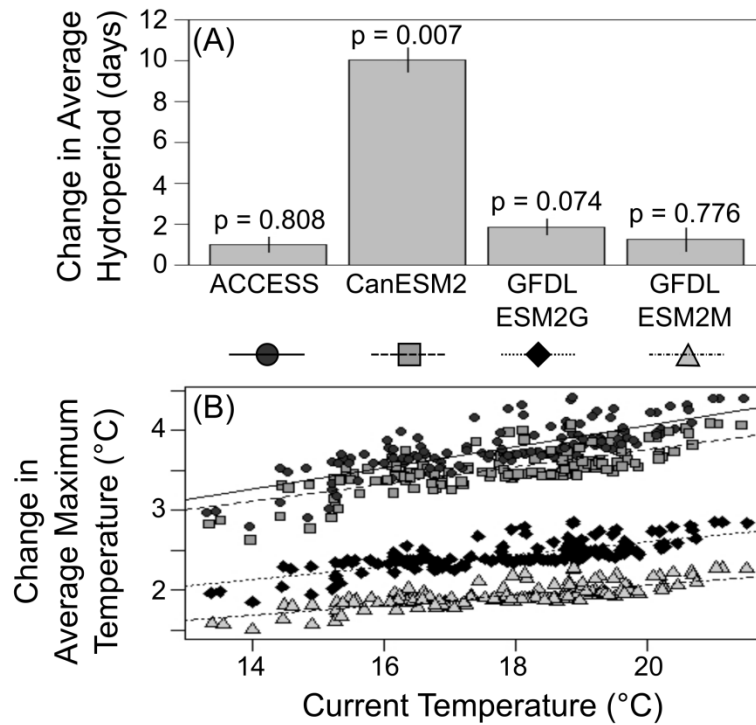 (A)
Change in Average
Hydroperiod (days)
12
10
8
6
4
2
0
p = 0.808
p = 0.007
p = 0.074
p = 0.776
ACCESS
CanESM2
GFDL
ESM2G
GFDL
ESM2M
(B)
Change in
Average Maximum
Temperature (°C)
4
3
2
14
16
18
20
Current Temperature (°C)